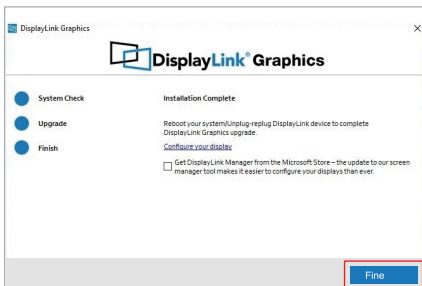 DisplayLink Graphics
DisplayLink® Graphics
System Check
Installation Complete
Upgrade
Reboot your system/Unplug-replug DisplayLink device to complete
DisplayLink Graphics upgrade.
Finish
Configure your display
Get DisplayLink Manager from the Microsoft Store – the update to our screen
manager tool makes it easier to configure your displays than ever.
Fine